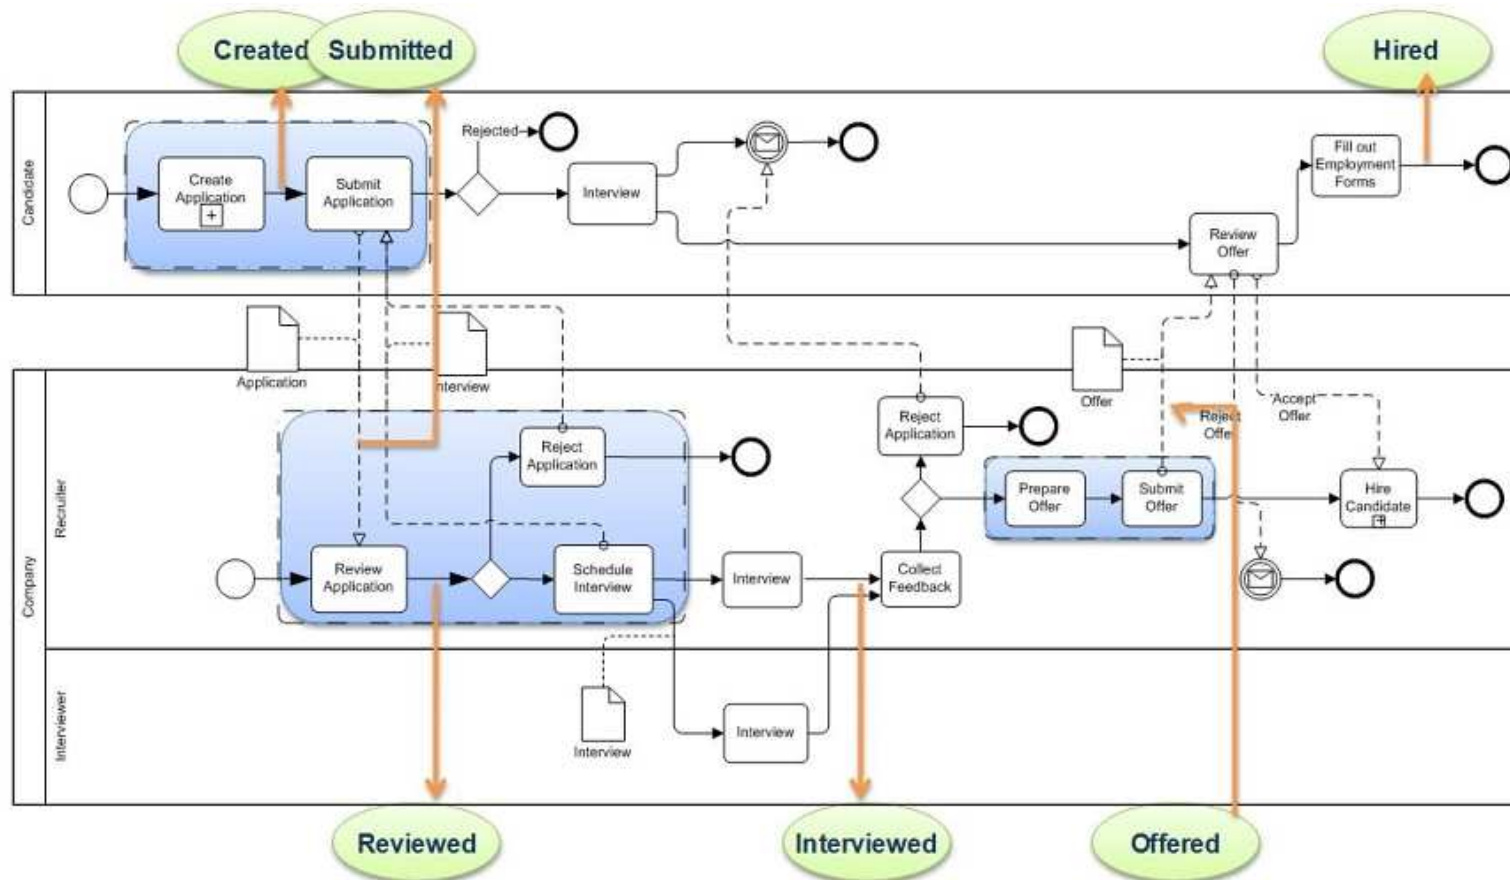 Created
Submitted
Hired
Candidate
Create
Application
+
Submit
Application
Rejected
Interview
Fill out
Employment
Forms
Review
Offer
Application
nterview
Offer
Company
Recruiter
Interviewer
Review
Application
Reject
Application
Schedule
Interview
Interview
Interview
Interview
Collect
Feedback
Reject
Application
Prepare
Offer
Submit
Offer
Reject
Offer
Accept
Offer
Hire
Candidate
+
Reviewed
Interviewed
Offered